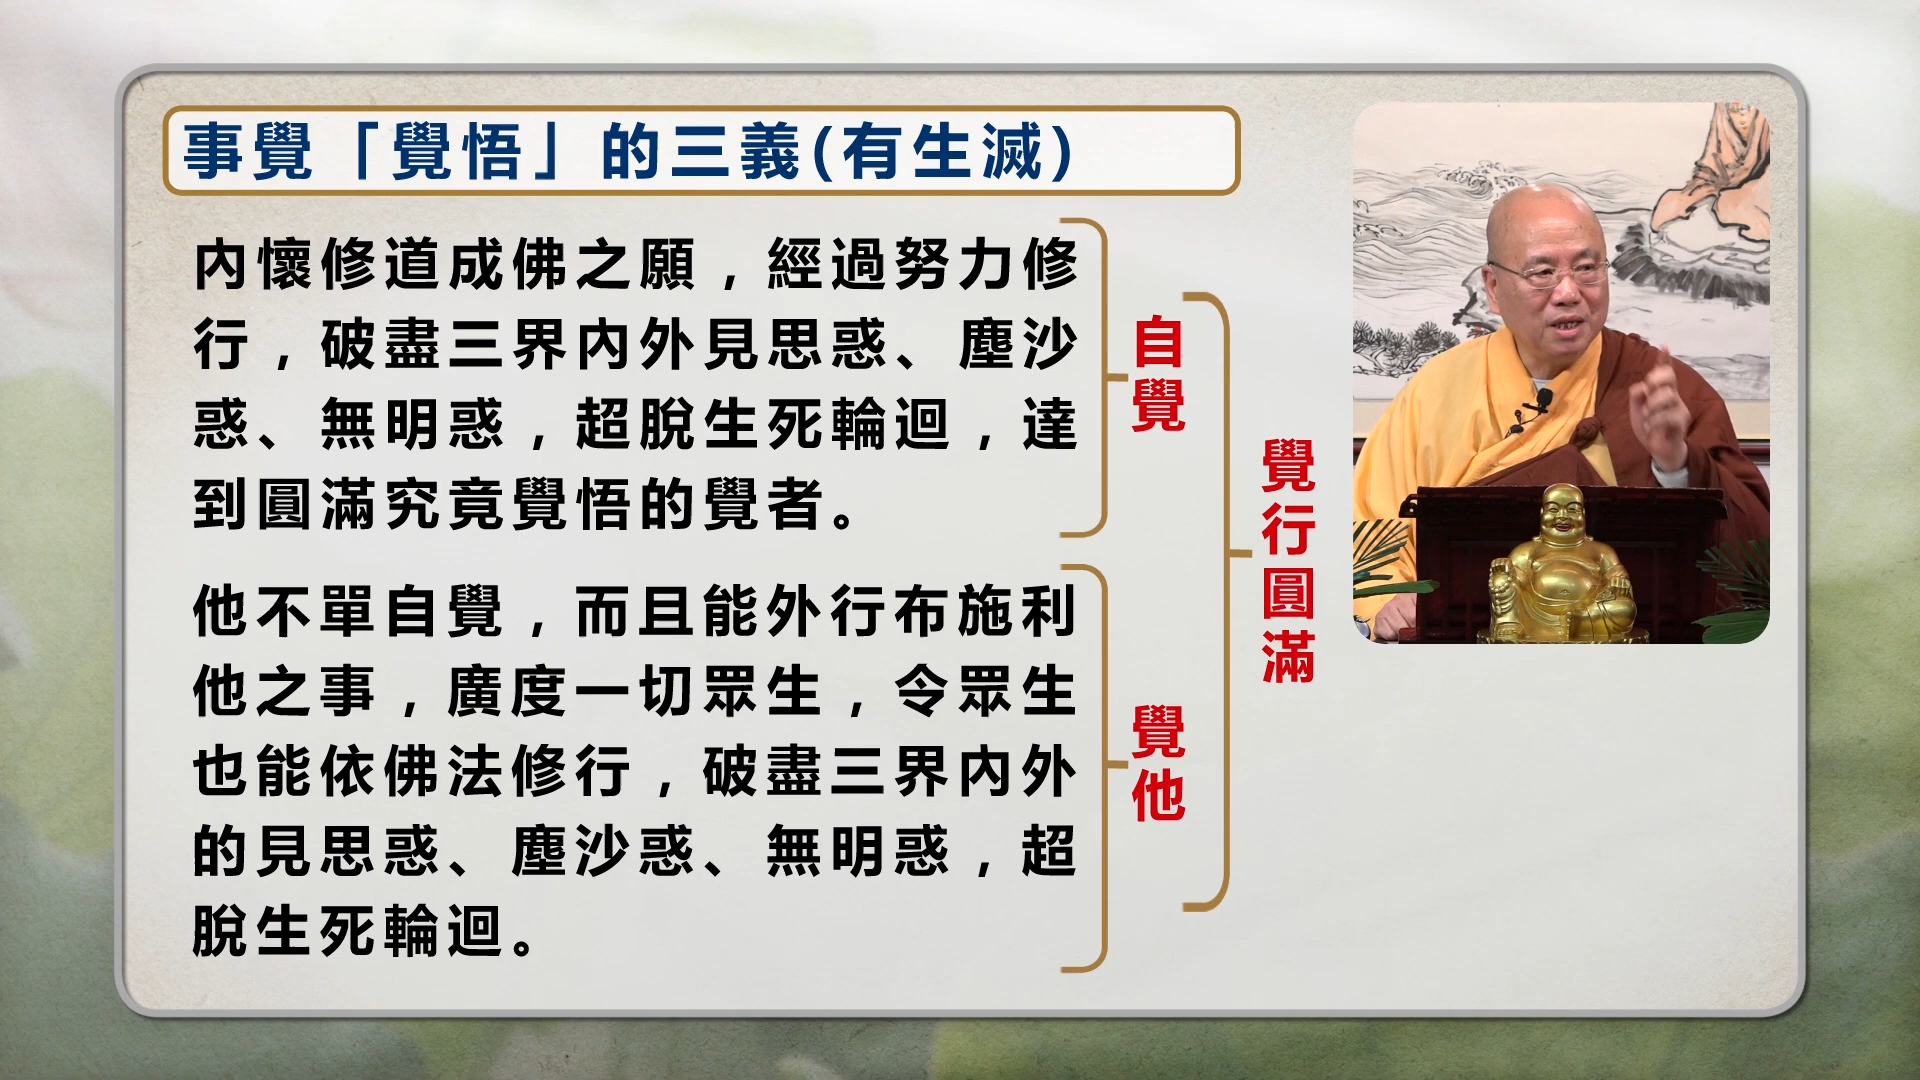 事覺「覺悟」的三義(有生滅)
內懷修道成佛之願，經過努力修
行，破盡三界內外見思惑、塵沙
惑、無明惑，超脫生死輪迴，達
到圓滿究竟覺悟的覺者。
自覺
他不單自覺，而且能外行布施利
他之事，廣度一切眾生，令眾生
也能依佛法修行，破盡三界內外
的見思惑、塵沙惑、無明惑，超
脫生死輪迴。
覺他
覺行圓滿